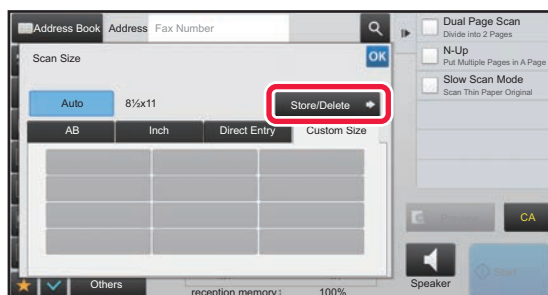 Address Book Address Fax Number
Scan Size
OK
Auto 8½x11 Store/Delete
AB Inch Direct Entry Custom Size
Others
reception memory: 100%
Dual Page Scan
Divide into 2 Pages
N-Up
Put Multiple Pages in A Page
Slow Scan Mode
Scan Thin Paper Original
Preview CA
Speaker Start